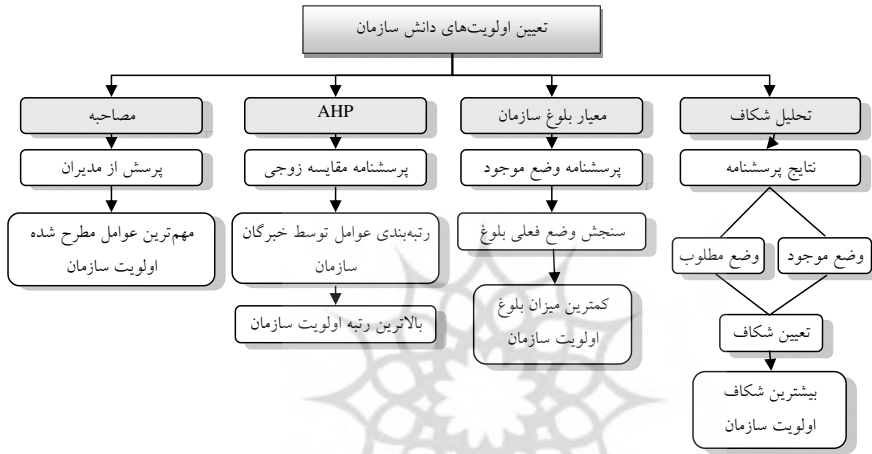 تعیین اولویت‌های دانش سازمان
تحلیل شکاف
نتایج پرسشنامه
وضع موجود
وضع مطلوب
تعیین شکاف
بیشترین شکاف
اولویت سازمان
معیار بلوغ سازمان
پرسشنامه وضع موجود
سنجش وضع فعلی بلوغ
کمترین میزان بلوغ
اولویت سازمان
AHP
پرسشنامه مقایسه زوجی
رتبه‌بندی عوامل توسط خبرگان
سازمان
بالاترین رتبه اولویت سازمان
مصاحبه
پرسش از مدیران
مهم‌ترین عوامل مطرح شده
اولویت سازمان